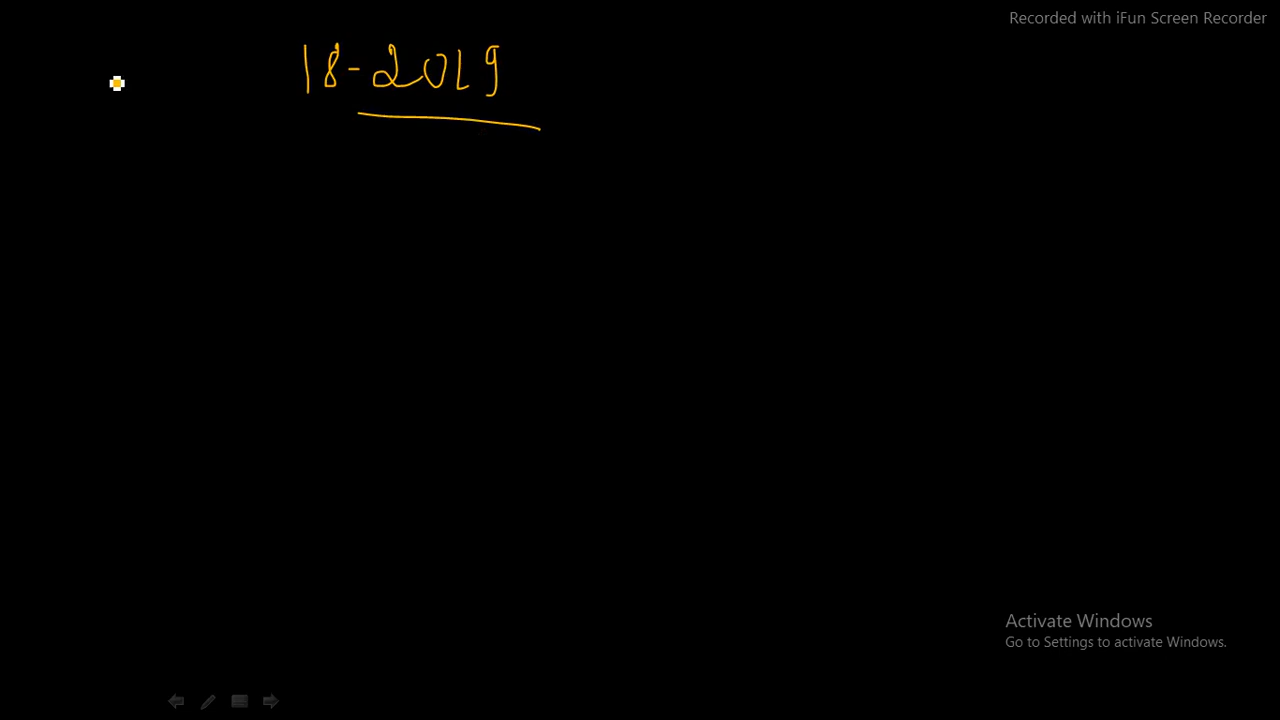 Recorded with iFun Screen Recorder
18-2019
Activate Windows
Go to Settings to activate Windows.